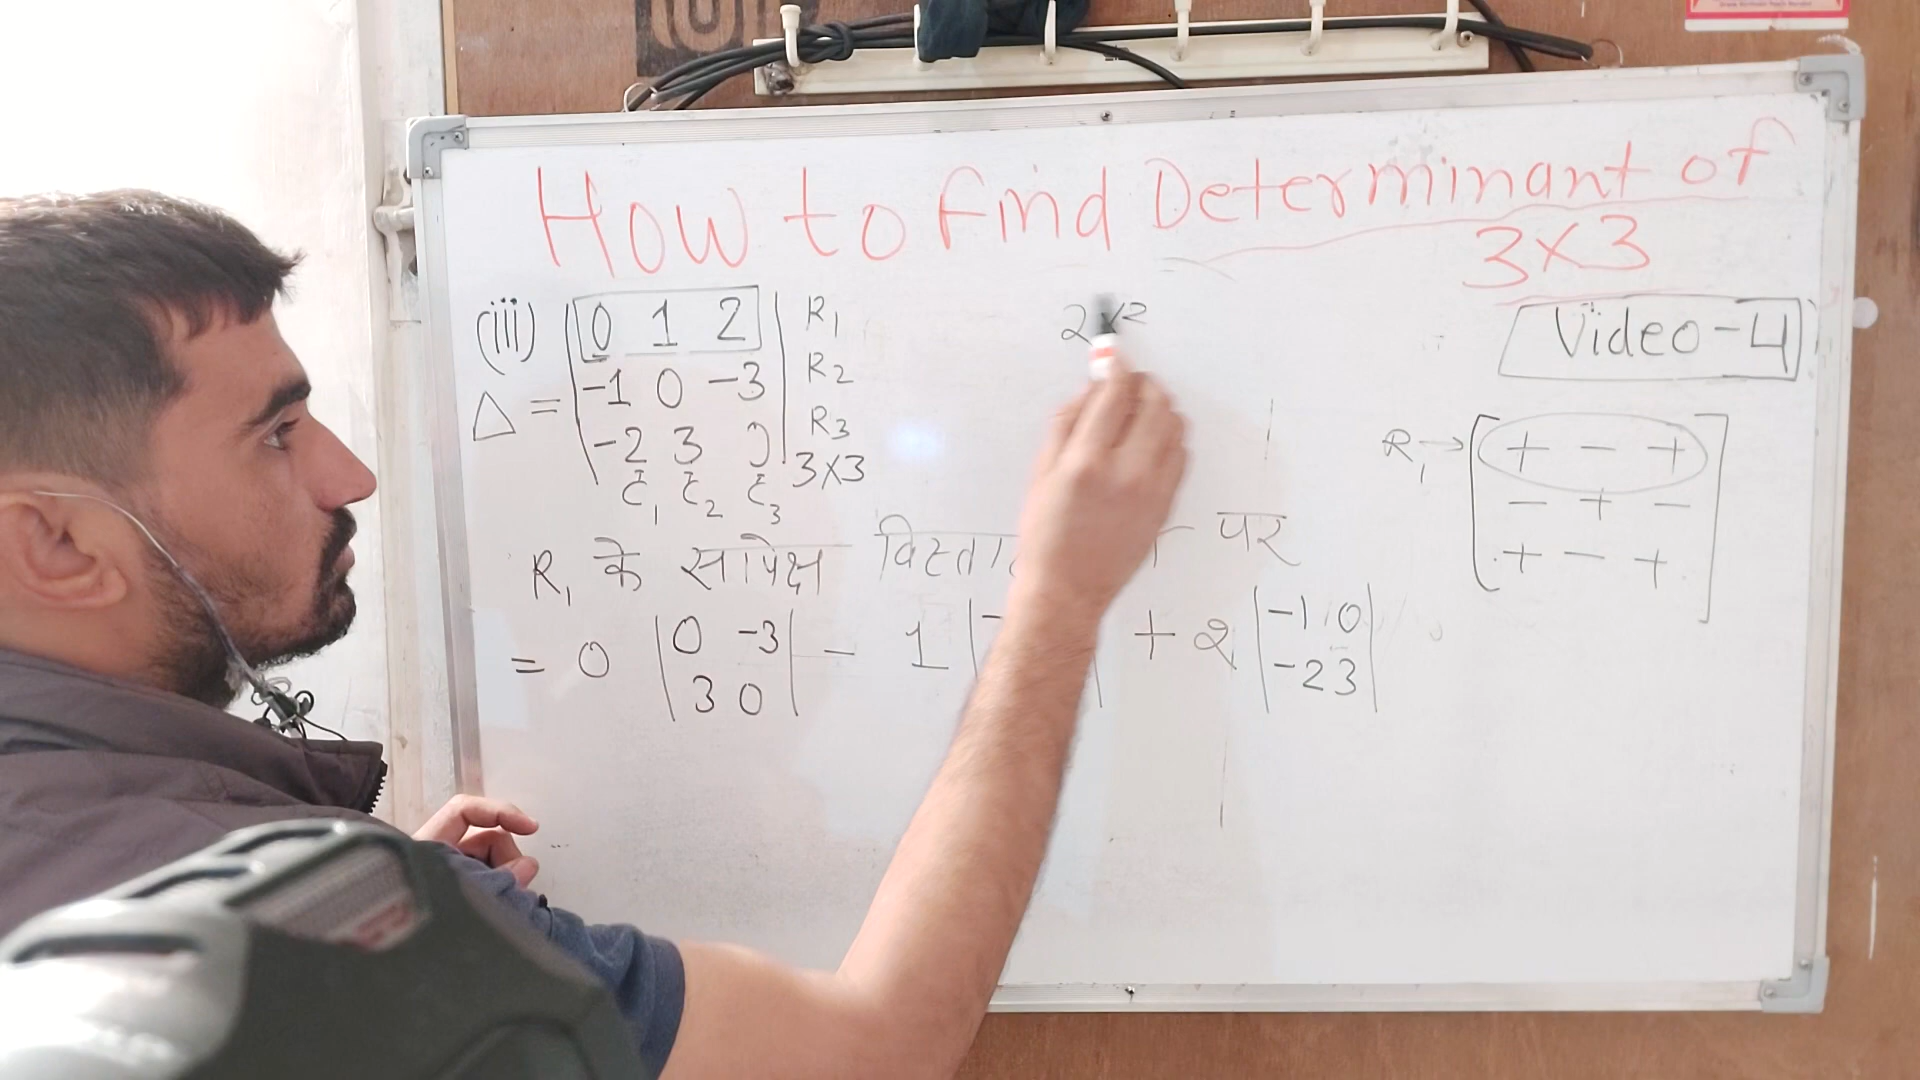 How to Find Determinant of
3×3
(iii) 0 1 2 R1
2×2
Video-4
Δ = -1 0 -3 R2
-2 3 0 R3
3×3
C1 C2 C3
R1 → + - +
- + -
+ - +
R1 के सापेक्ष पर
= 0 |0 -3| - 1 | + 2 |-1 0|
|3 0| |-2 3|